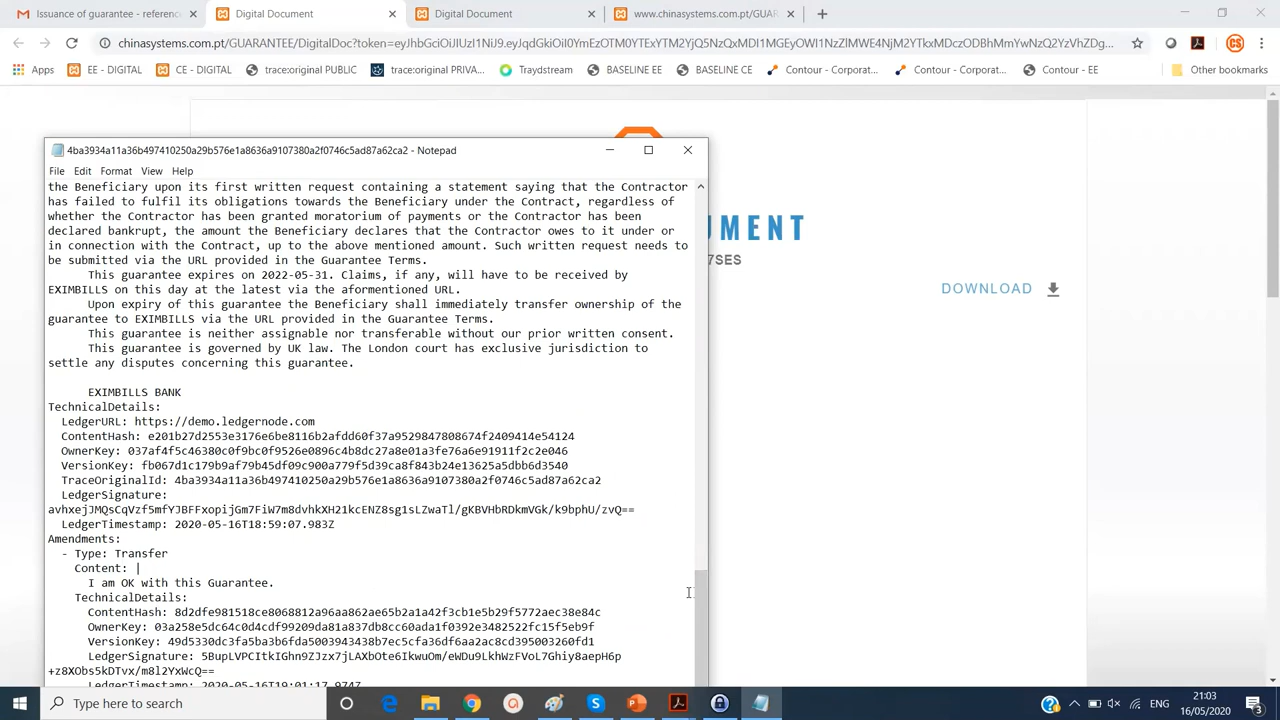 Issuance of guarantee - referenc
Digital Document
Digital Document
www.chinasystems.com.pt/GUAR
chinasystems.com.pt/GUARANTEE/DigitalDoc?token=eyJhbGciOiJIUzI1NiJ9.eyJqdGkiOiI0YmEzOTM0YTExYTM2YjQ5NzQxMDI1MGEyOWI1NzZlMWE4NjM2YTkxMDczODBhMmYwNzQ2YzVhZDg...
Apps
EE - DIGITAL
CE - DIGITAL
trace:original PUBLIC
trace:original PRIVA...
Traydstream
BASELINE EE
BASELINE CE
Contour - Corporat...
Contour - Corporat...
Contour - EE
Other bookmarks
UMENT
7SES
DOWNLOAD
4ba3934a11a36b497410250a29b576e1a8636a9107380a2f0746c5ad87a62ca2 - Notepad
File Edit Format View Help
the Beneficiary upon its first written request containing a statement saying that the Contractor
has failed to fulfil its obligations towards the Beneficiary under the Contract, regardless of
whether the Contractor has been granted moratorium of payments or the Contractor has been
declared bankrupt, the amount the Beneficiary declares that the Contractor owes to it under or
in connection with the Contract, up to the above mentioned amount. Such written request needs to
be submitted via the URL provided in the Guarantee Terms.
This guarantee expires on 2022-05-31. Claims, if any, will have to be received by
EXIMBILLS on this day at the latest via the aformentioned URL.
Upon expiry of this guarantee the Beneficiary shall immediately transfer ownership of the
guarantee to EXIMBILLS via the URL provided in the Guarantee Terms.
This guarantee is neither assignable nor transferable without our prior written consent.
This guarantee is governed by UK law. The London court has exclusive jurisdiction to
settle any disputes concerning this guarantee.
EXIMBILLS BANK
TechnicalDetails:
LedgerURL: https://demo.ledgernode.com
ContentHash: e201b27d2553e3176e6be8116b2afdd60f37a9529847808674f2409414e54124
OwnerKey: 037af4f5c46380c0f9bc0f9526e0896c4b8dc27a8e01a3fe76a6e91911f2c2e046
VersionKey: fb067d1c179b9af79b45df09c900a779f5d39ca8f843b24e13625a5dbb6d3540
TraceOriginalId: 4ba3934a11a36b497410250a29b576e1a8636a9107380a2f0746c5ad87a62ca2
LedgerSignature:
avhxejJMQsCqVzf5mfYJBFFxopijGm7FiW7m8dvhkXH21kcENZ8sg1sLZwaTl/gKBVHbRDkmVGk/k9bphU/zvQ==
LedgerTimestamp: 2020-05-16T18:59:07.983Z
Amendments:
- Type: Transfer
Content: |
I am OK with this Guarantee.
TechnicalDetails:
ContentHash: 8d2dfe981518ce8068812a96aa862ae65b2a1a42f3cb1e5b29f5772aec38e84c
OwnerKey: 03a258e5dc64c0d4cdf99209da81a837db8cc60ada1f0392e3482522fc15f5eb9f
VersionKey: 49d5330dc3fa5ba3b6fda5003943438b7ec5cfa36df6aa2ac8cd395003260fd1
LedgerSignature: 5BupLVPCItkIGhn9ZJzx7jLAXbOte6IkwuOm/eWDu9LkhWzFVoL7Ghiy8aepH6p
+z8XObs5kDTvx/m8l2YxWcQ==
LedgerTimestamp: 2020-05-16T19:01:17.974Z
Type here to search
ENG
21:03
16/05/2020
3